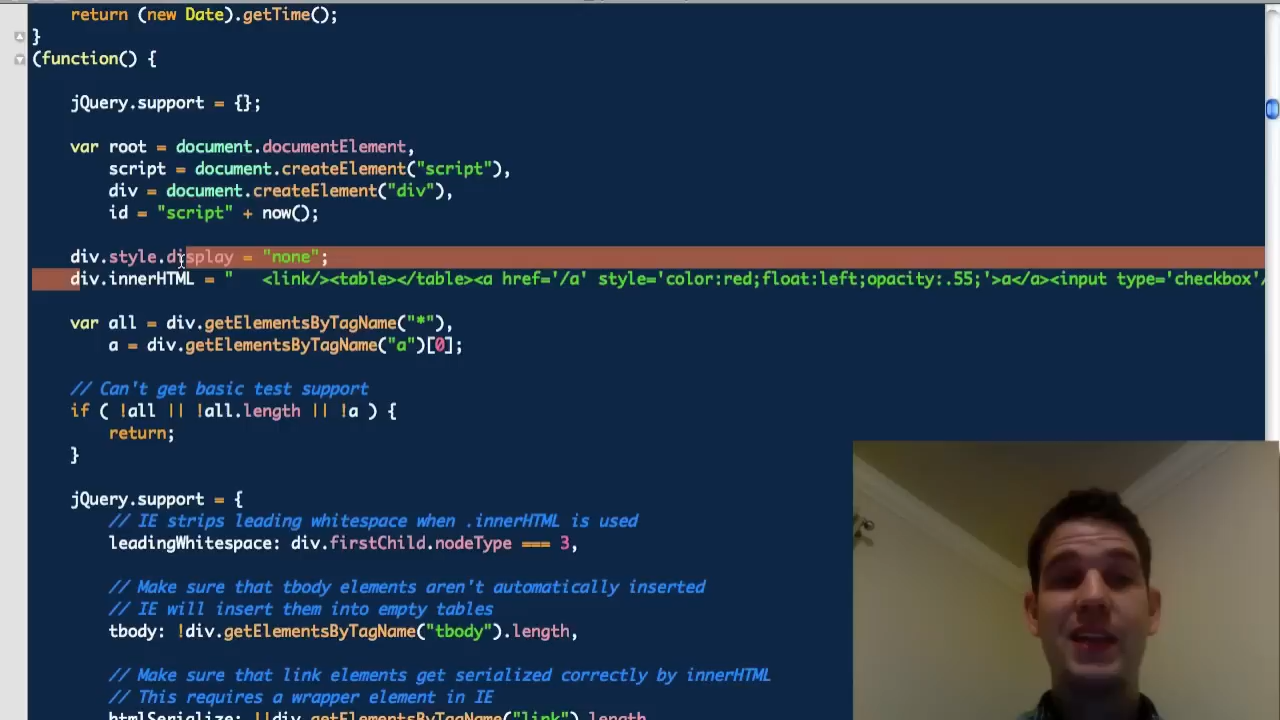 return (new Date).getTime();
}
(function() {
jQuery.support = {};
var root = document.documentElement,
script = document.createElement("script"),
div = document.createElement("div"),
id = "script" + now();
div.style.display = "none";
div.innerHTML = "   <link/><table></table><a href='/a' style='color:red;float:left;opacity:.55;'>a</a><input type='checkbox'/
var all = div.getElementsByTagName("*"),
a = div.getElementsByTagName("a")[0];
// Can't get basic test support
if ( !all || !all.length || !a ) {
return;
}
jQuery.support = {
// IE strips leading whitespace when .innerHTML is used
leadingWhitespace: div.firstChild.nodeType === 3,
// Make sure that tbody elements aren't automatically inserted
// IE will insert them into empty tables
tbody: !div.getElementsByTagName("tbody").length,
// Make sure that link elements get serialized correctly by innerHTML
// This requires a wrapper element in IE
htmlSerialize: !!div.getElementsByTagName("link").length